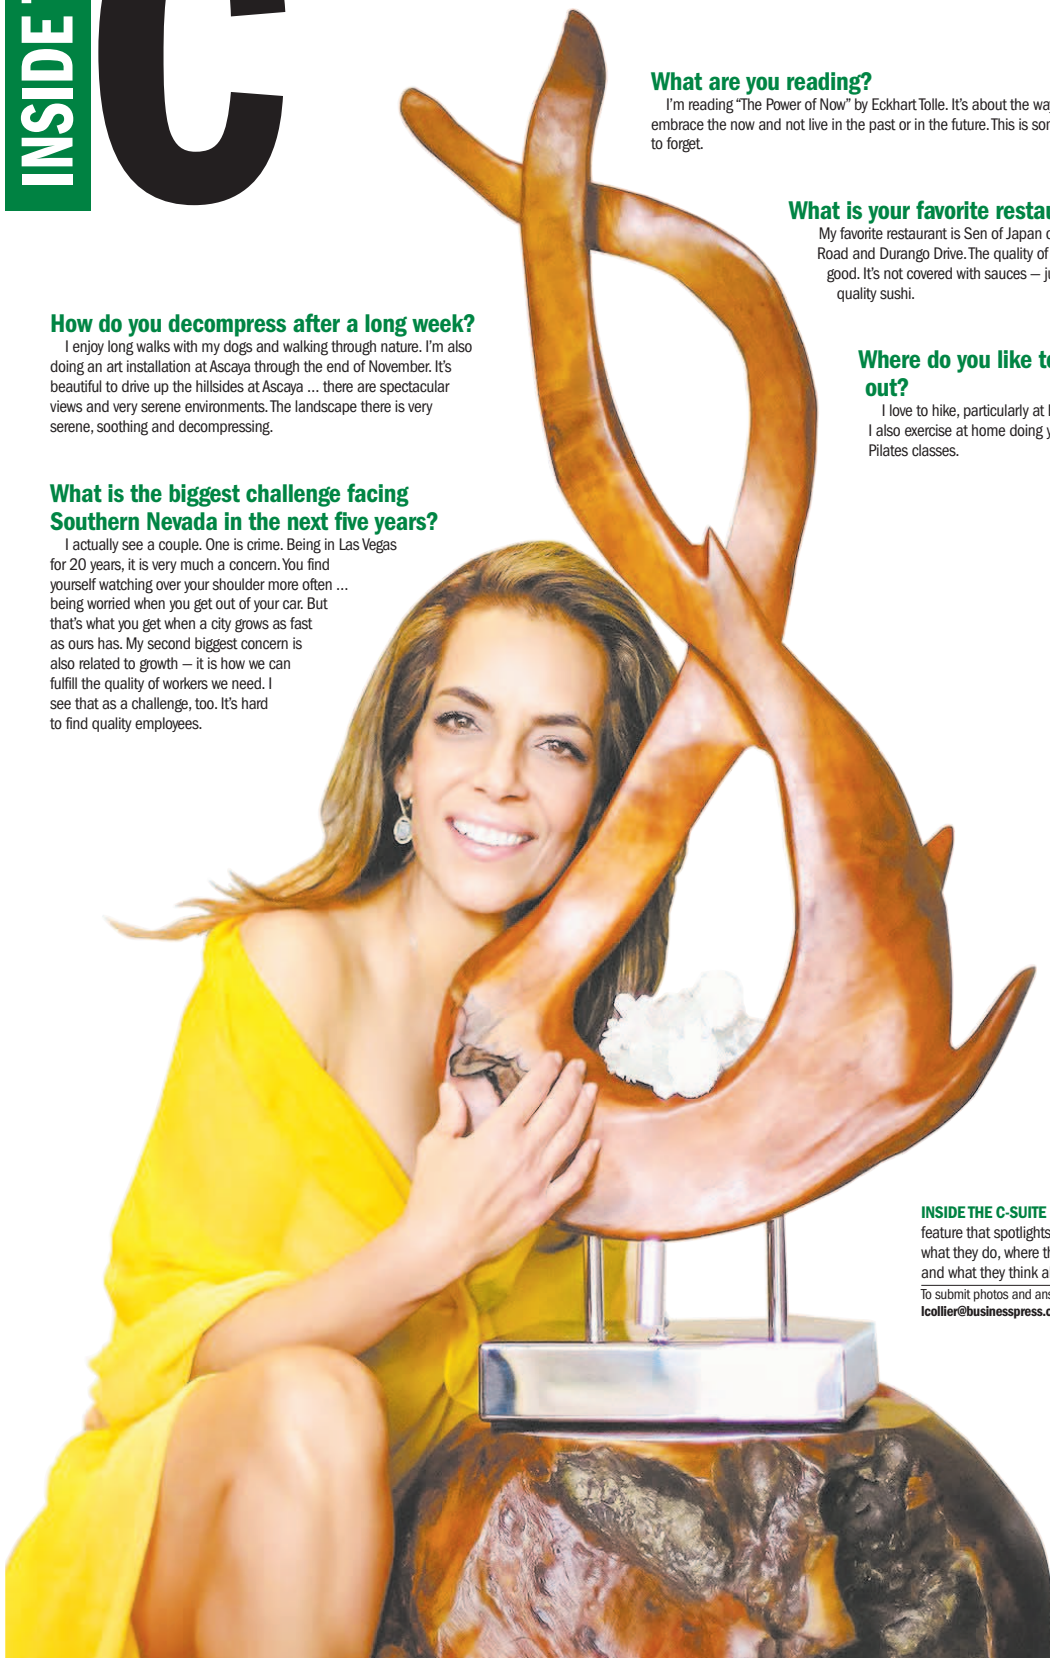 INSIDE
C
How do you decompress after a long week?
I enjoy long walks with my dogs and walking through nature. I'm also
doing an art installation at Ascaya through the end of November. It's
beautiful to drive up the hillsides at Ascaya ... there are spectacular
views and very serene environments. The landscape there is very
serene, soothing and decompressing.
What is the biggest challenge facing
Southern Nevada in the next five years?
I actually see a couple. One is crime. Being in Las Vegas
for 20 years, it is very much a concern. You find
yourself watching over your shoulder more often ...
being worried when you get out of your car. But
that's what you get when a city grows as fast
as ours has. My second biggest concern is
also related to growth — it is how we can
fulfill the quality of workers we need. I
see that as a challenge, too. It's hard
to find quality employees.
What are you reading?
I'm reading “The Power of Now” by Eckhart Tolle. It's about the
embrace the now and not live in the past or in the future. This is
to forget.
What is your favorite
My favorite restaurant is Sen of Japan
Road and Durango Drive. The quality of
good. It's not covered with sauces —
quality sushi.
Where do you like
out?
I love to hike, particularly at
I also exercise at home doing
Pilates classes.
INSIDE THE C-SUITE
feature that spotlights
what they do, where
and what they think
To submit photos and
lcollier@businesspress.